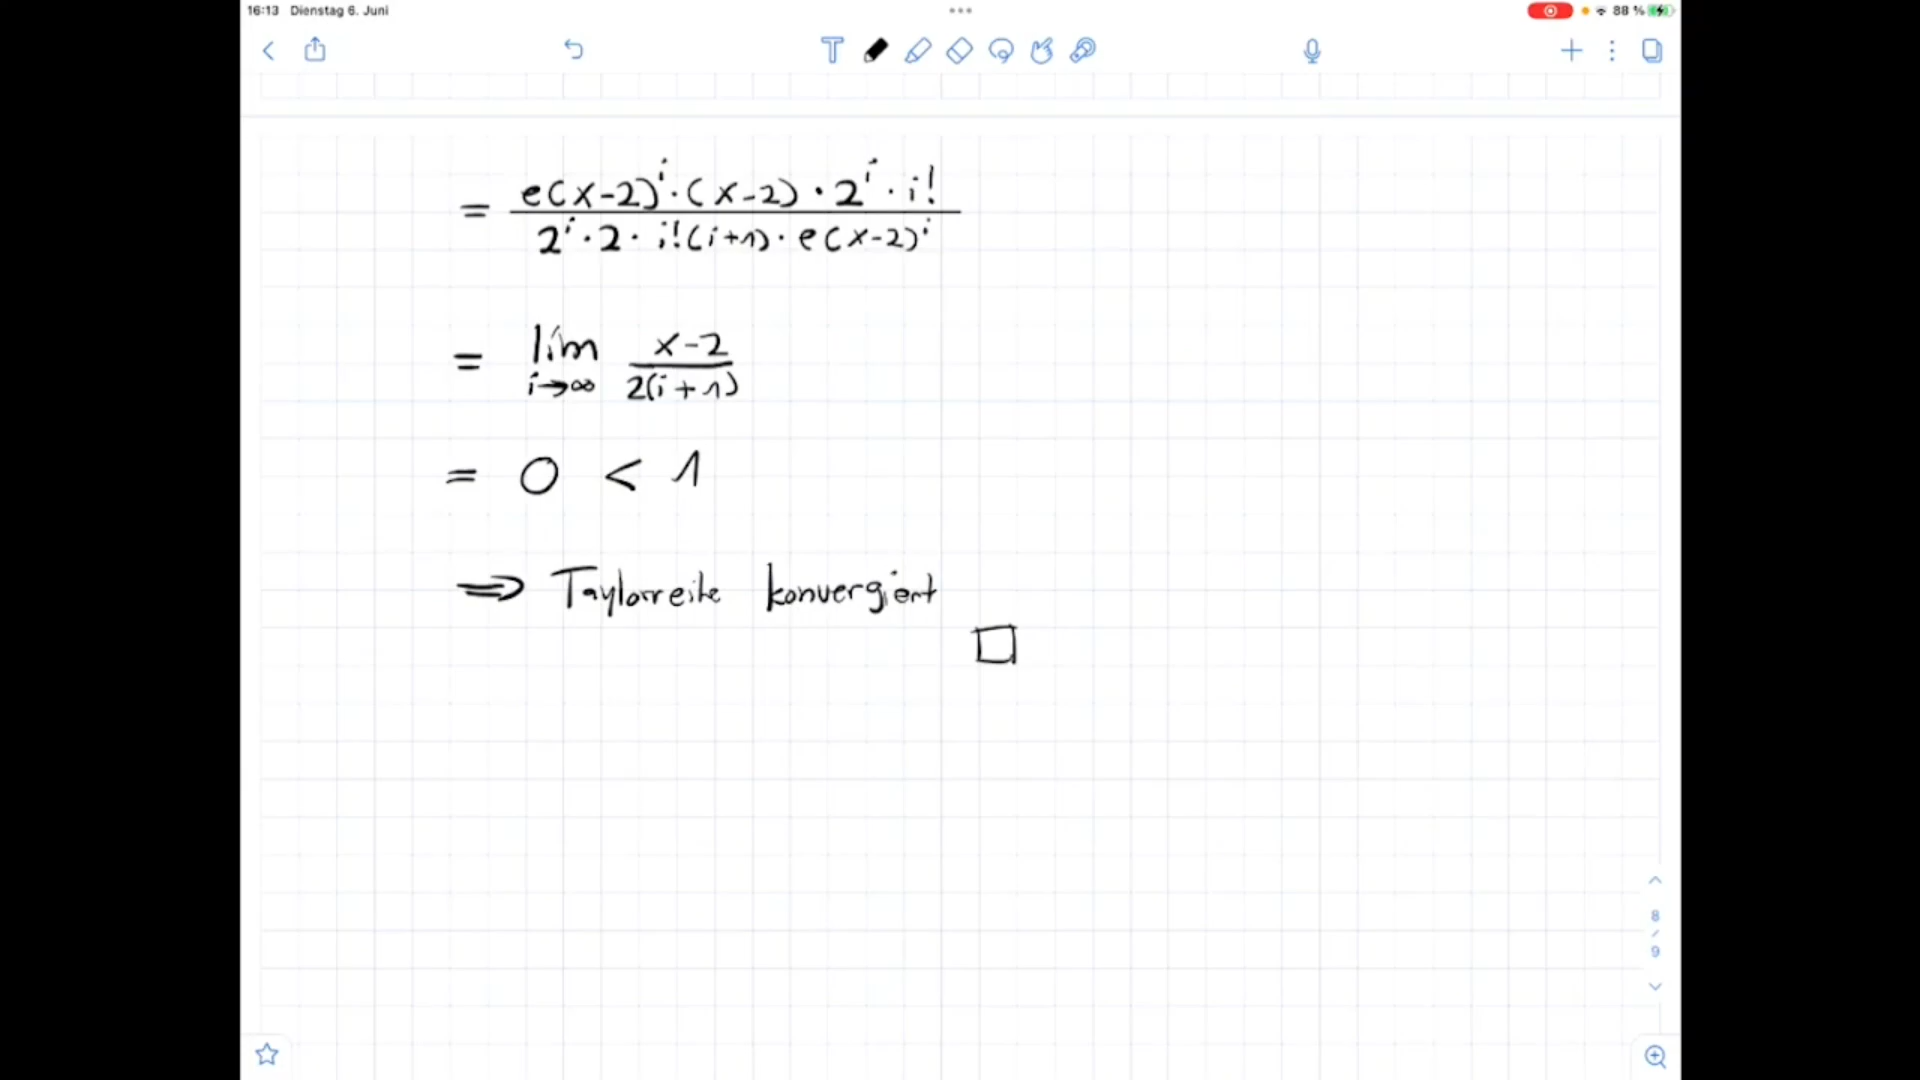 16:13 Dienstag 6. Juni 88 %
= e(x-2)^i · (x-2) · 2^i · i! / 2^i · 2 · i!(i+1) · e(x-2)^i
= lim i→∞ x-2 / 2(i+1)
= 0 < 1
⇒ Taylorreihe konvergiert
□
8
/
9